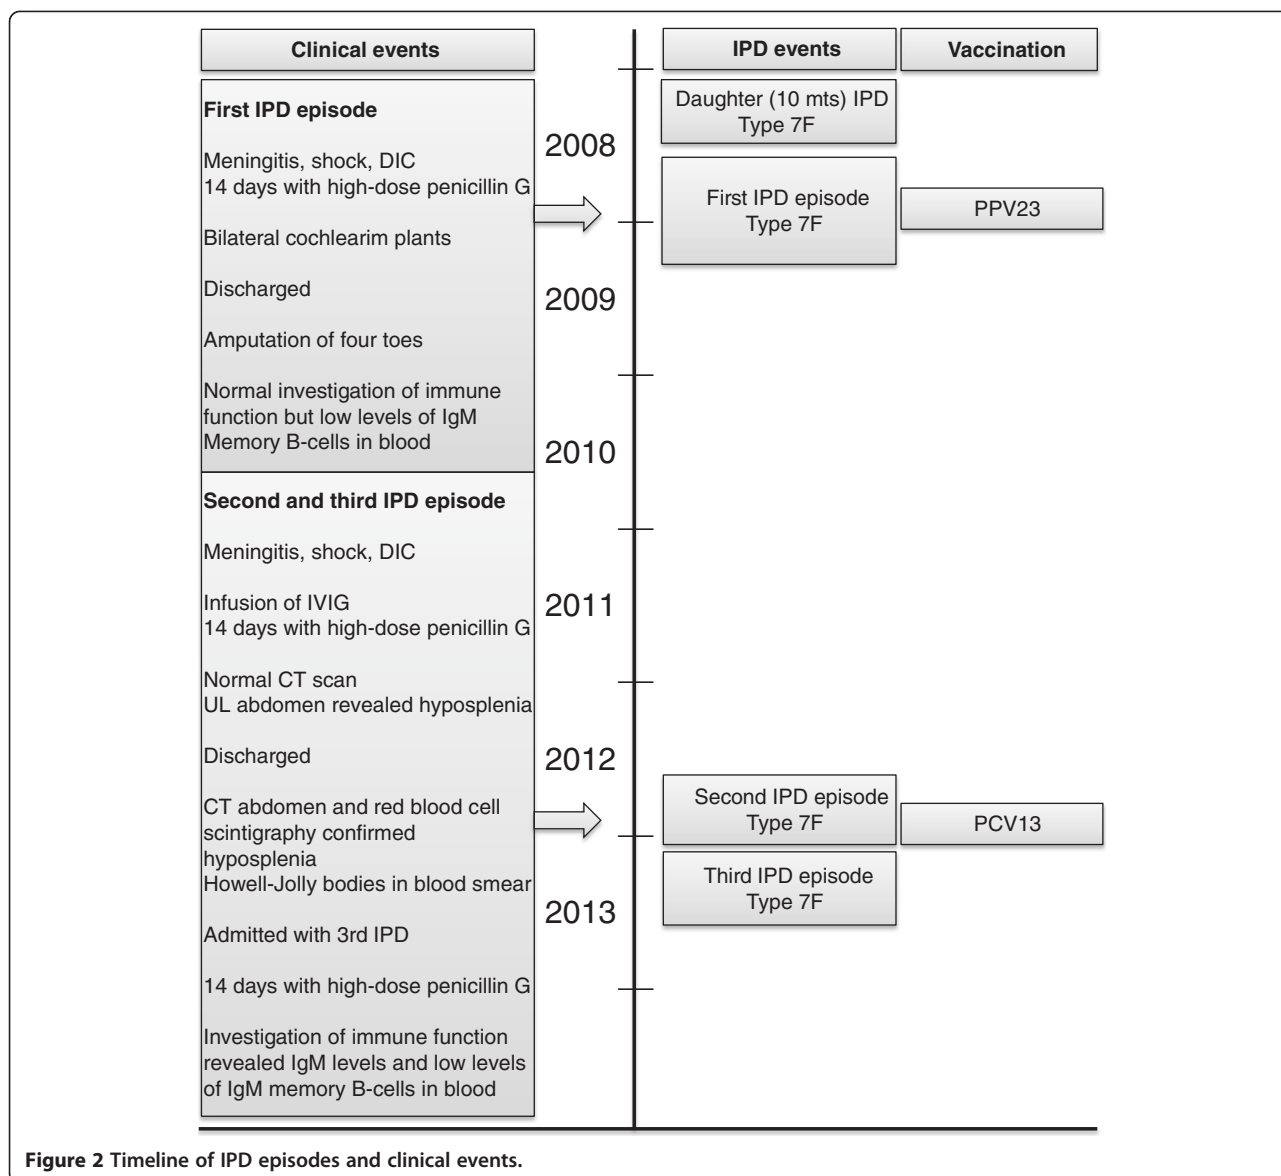 Clinical events
First IPD episode
Meningitis, shock, DIC
14 days with high-dose penicillin G
Bilateral cochlearim plants
Discharged
Amputation of four toes
Normal investigation of immune
function but low levels of IgM
Memory B-cells in blood
Second and third IPD episode
Meningitis, shock, DIC
Infusion of IVIG
14 days with high-dose penicillin G
Normal CT scan
UL abdomen revealed hyposplenia
Discharged
CT abdomen and red blood cell
scintigraphy confirmed
hyposplenia
Howell-Jolly bodies in blood smear
Admitted with 3rd IPD
14 days with high-dose penicillin G
Investigation of immune function
revealed IgM levels and low levels
of IgM memory B-cells in blood
2008
2009
2010
2011
2012
2013
IPD events
Daughter (10 mts) IPD
Type 7F
First IPD episode
Type 7F
Second IPD episode
Type 7F
Third IPD episode
Type 7F
Vaccination
PPV23
PCV13
Figure 2 Timeline of IPD episodes and clinical events.